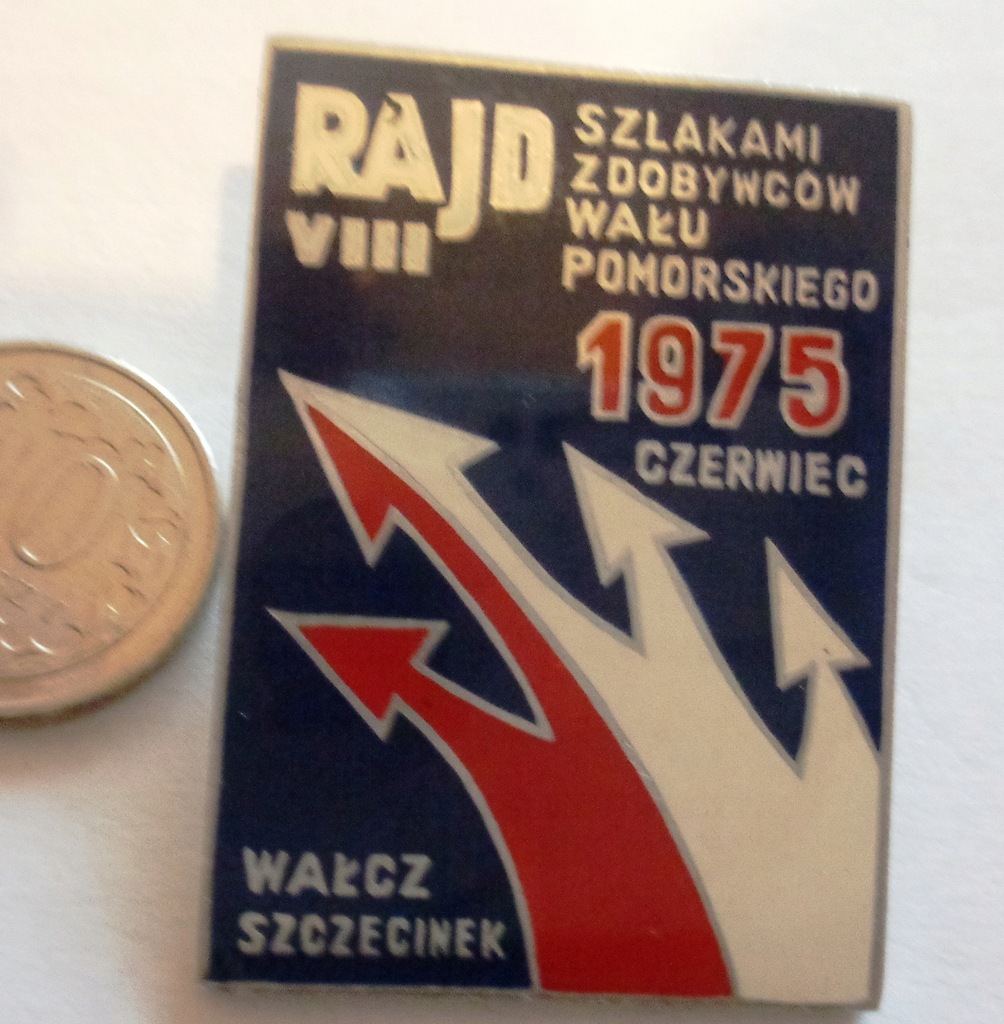 RAJD
VIII
SZLAKAMI
ZDOBYWCÓW
WAŁU
POMORSKIEGO
1975
CZERWIEC
WAŁCZ
SZCZECINEK